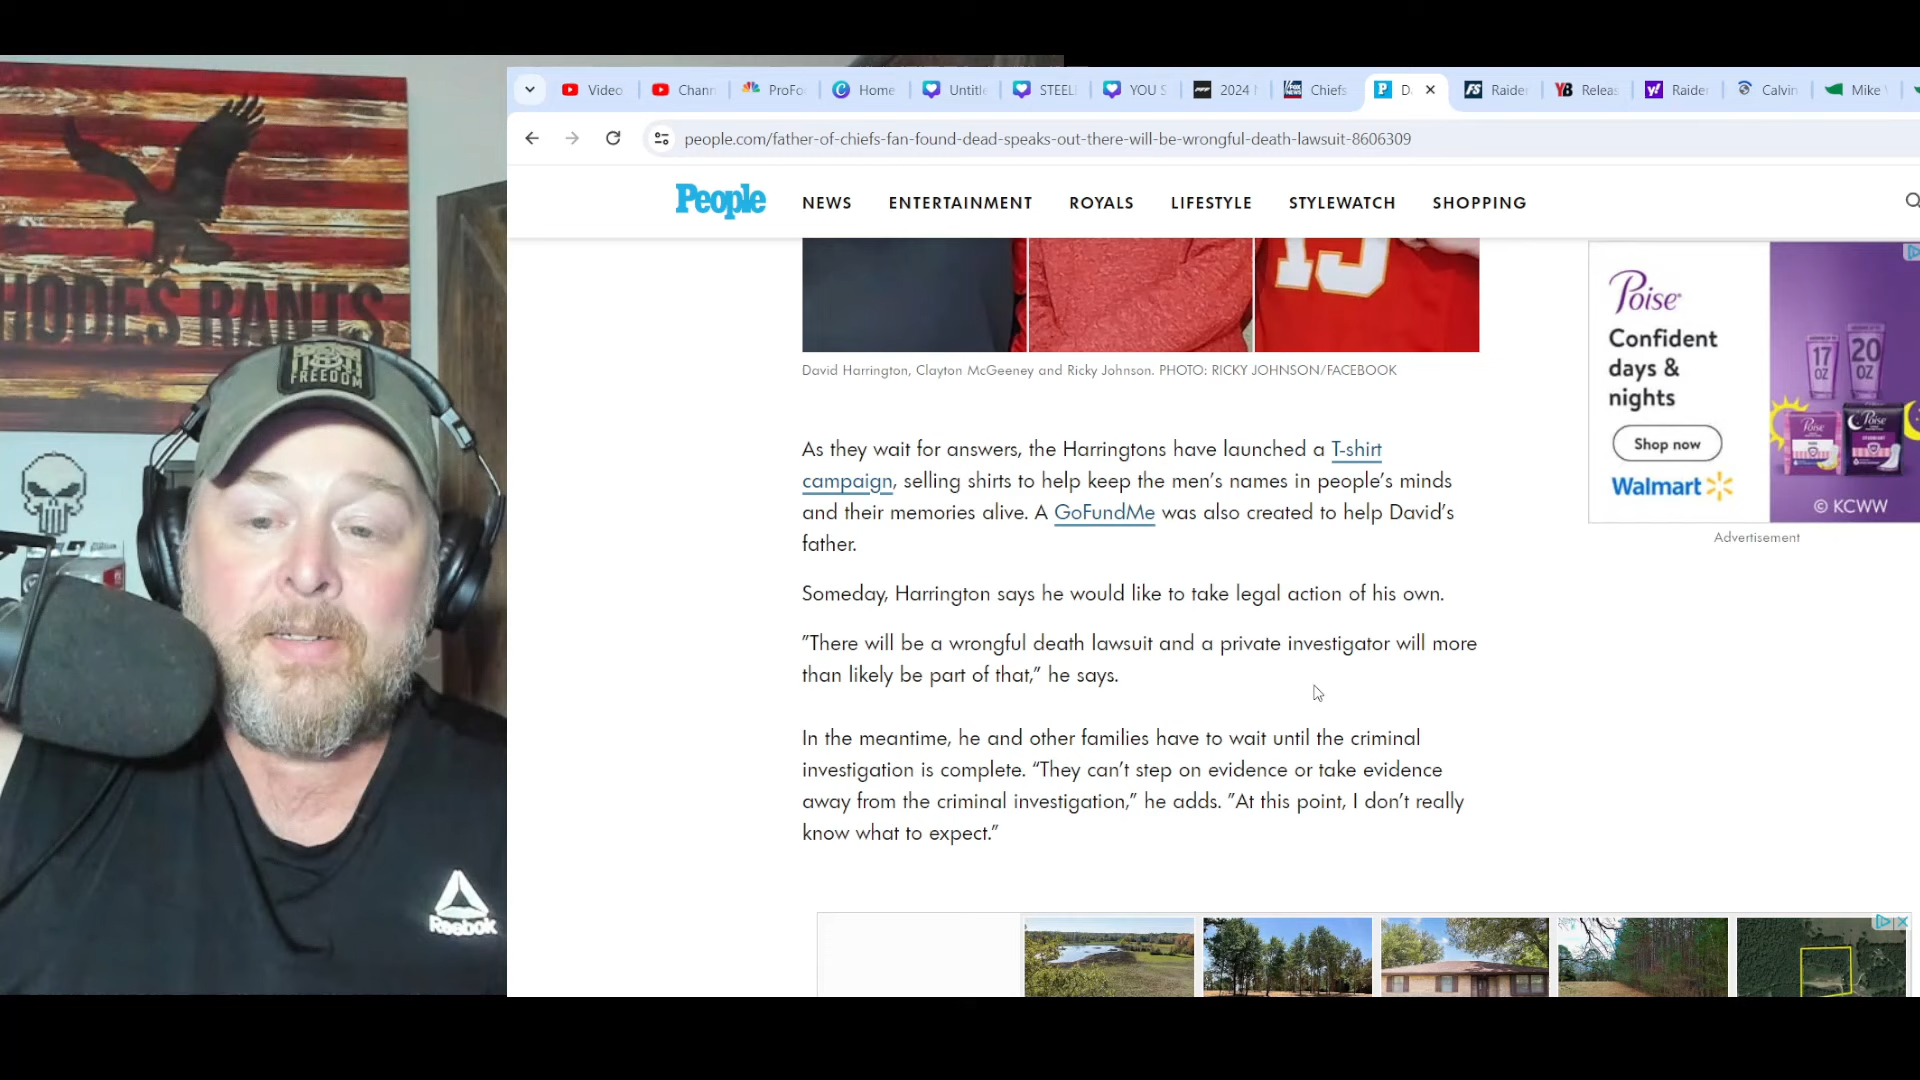 Video
Chann
ProFo
Home
Untitle
STEEL
YOU S
2024
Chiefs
D
Raider
Releas
Raider
Calvin
Mike
people.com/father-of-chiefs-fan-found-dead-speaks-out-there-will-be-wrongful-death-lawsuit-8606309
People
NEWS
ENTERTAINMENT
ROYALS
LIFESTYLE
STYLEWATCH
SHOPPING
HODES RANTS
FREEDOM
Reebok
15
David Harrington, Clayton McGeeney and Ricky Johnson. PHOTO: RICKY JOHNSON/FACEBOOK
As they wait for answers, the Harringtons have launched a T-shirt
campaign, selling shirts to help keep the men's names in people's minds
and their memories alive. A GoFundMe was also created to help David's
father.
Someday, Harrington says he would like to take legal action of his own.
"There will be a wrongful death lawsuit and a private investigator will more
than likely be part of that," he says.
In the meantime, he and other families have to wait until the criminal
investigation is complete. “They can't step on evidence or take evidence
away from the criminal investigation,” he adds. "At this point, I don't really
know what to expect.”
Poise
Confident
days &
nights
Shop now
Walmart
17
OZ
20
OZ
Poise
Poise
© KCWW
Advertisement